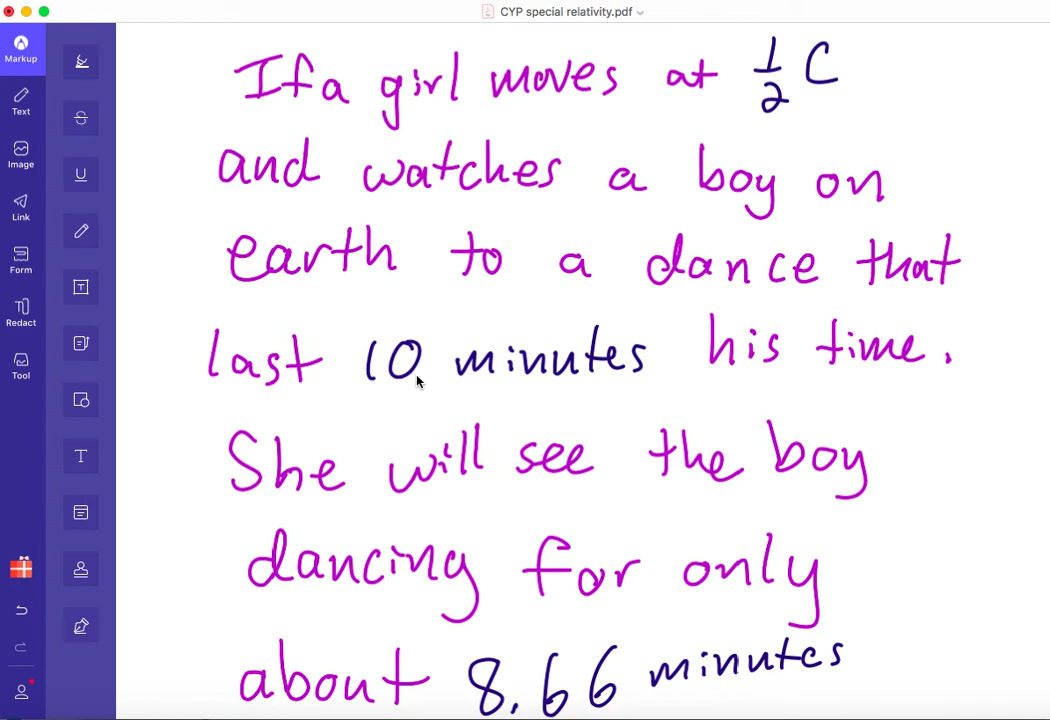 CYP special relativity.pdf
Markup
Text
Image
Link
Form
Redact
Tool
If a girl moves at 1/2 C
and watches a boy on
earth to a dance that
last 10 minutes his time.
She will see the boy
dancing for only
about 8.66 minutes